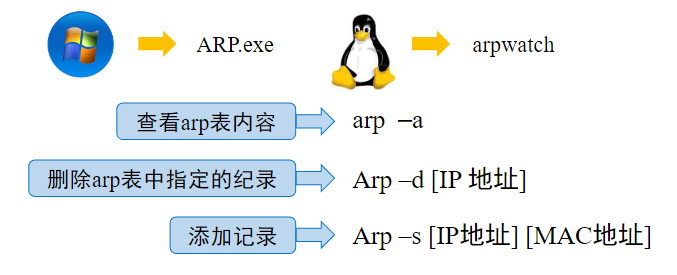 ARP.exe
arpwatch
查看arp表内容
arp –a
删除arp表中指定的纪录
Arp –d [IP 地址]
添加记录
Arp –s [IP地址] [MAC地址]